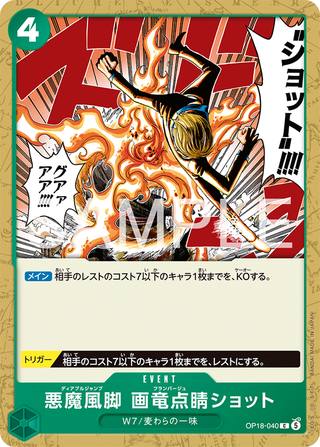 4
"ショット"!!!!
グアァアア!!!!
SAMPLE
メイン 相手のレストのコスト7以下のキャラ1枚までを、KOする。
トリガー 相手のコスト7以下のキャラ1枚までを、レストにする。
EVENT
ディアブルジャンブ フランバージュ
悪魔風脚 画竜点睛ショット
W7/麦わらの一味
OP18-040 C